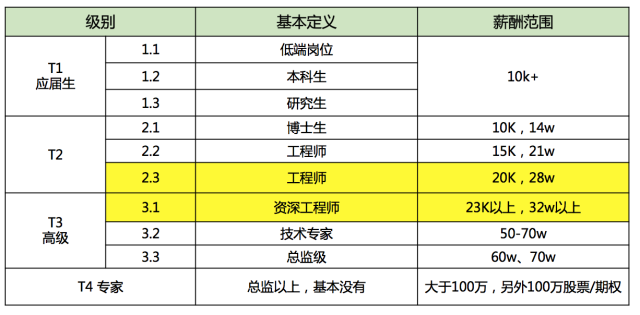 级别 基本定义 薪酬范围
T1 应届生 1.1 低端岗位 10k+
1.2 本科生
1.3 研究生
T2 2.1 博士生 10K，14w
2.2 工程师 15K，21w
2.3 工程师 20K，28w
T3 高级 3.1 资深工程师 23K以上，32w以上
3.2 技术专家 50-70w
3.3 总监级 60w、70w
T4 专家 总监以上，基本没有 大于100万，另外100万股票/期权